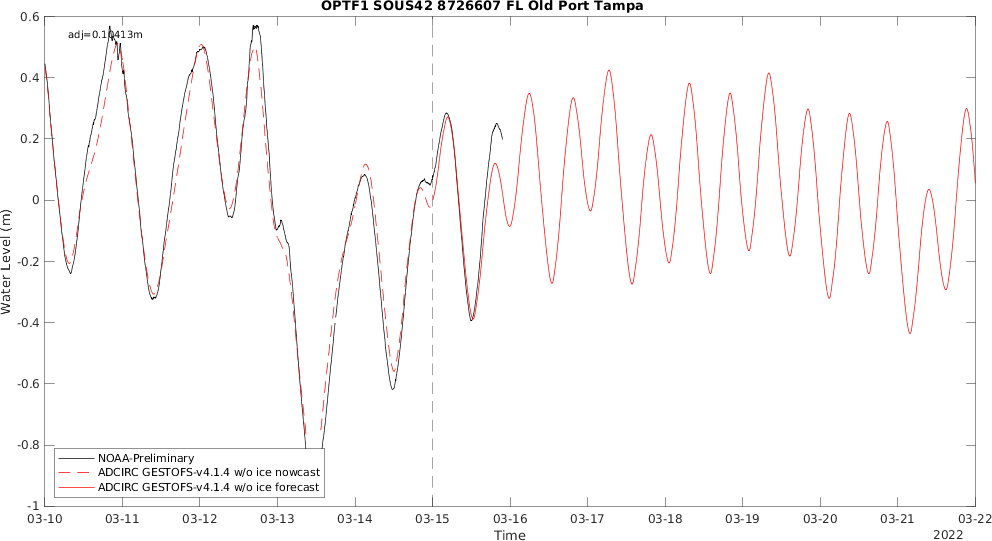 OPTF1 SOUS42 8726607 FL Old Port Tampa
adj=0.10413m
0.6
0.4
0.2
0
-0.2
-0.4
-0.6
-0.8
-1
Water Level (m)
NOAA-Preliminary
ADCIRC GESTOFS-v4.1.4 w/o ice nowcast
ADCIRC GESTOFS-v4.1.4 w/o ice forecast
03-10 03-11 03-12 03-13 03-14 03-15 03-16 03-17 03-18 03-19 03-20 03-21 03-22
Time
2022